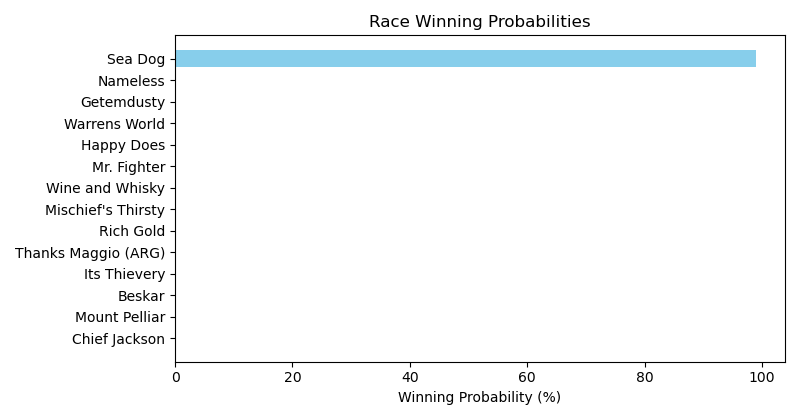 Race Winning Probabilities
Sea Dog
Nameless
Getemdusty
Warrens World
Happy Does
Mr. Fighter
Wine and Whisky
Mischief's Thirsty
Rich Gold
Thanks Maggio (ARG)
Its Thievery
Beskar
Mount Pelliar
Chief Jackson
0 20 40 60 80 100
Winning Probability (%)